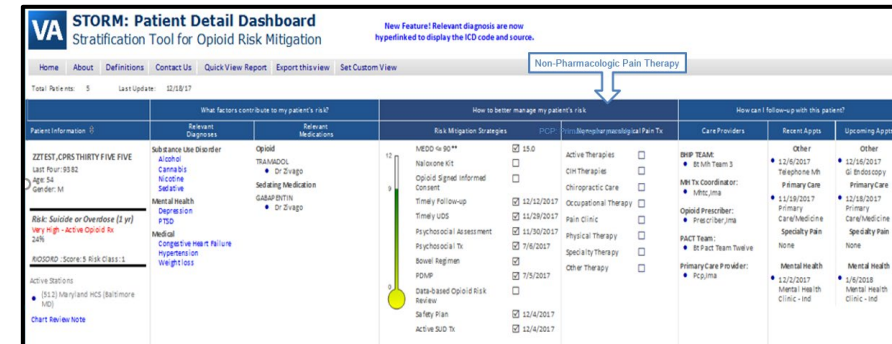 VA
STORM: Patient Detail Dashboard
Stratification Tool for Opioid Risk Mitigation
New Feature! Relevant diagnosis are now
hyperlinked to display the ICD code and source.
Home About Definitions Contact Us Quick View Report Export this view Set Custom View
Non-Pharmacologic Pain Therapy
Total Patients: 5 Last Update: 12/18/17
What factors contribute to my patient's risk?
How to better manage my patient's risk
How can I follow-up with this patient?
Patient Information
Relevant
Diagnoses
Relevant
Medications
Risk Mitigation Strategies
PCP:
Pain Tx
Care Providers
Recent Appts
Upcoming Appts
ZZTEST,CPRS THIRTY FIVE FIVE
Last Four: 9382
Age: 54
Gender: M
Risk: Suicide or Overdose (1 yr)
Very High - Active Opioid Rx
24%
RIOSORD :Score:5 Risk Class:1
Active Stations
(512) Maryland HCS (Baltimore
MD)
Chart Review Note
Substance Use Disorder
Alcohol
Cannabis
Nicotine
Sedative
Mental Health
Depression
PTSD
Medical
Congestive Heart Failure
Hypertension
Weight loss
Opioid
TRAMADOL
Dr Zivago
Sedating Medication
GABAPENTIN
Dr Zivago
12
9
0
15.0
Naloxone Kit
Opioid Signed Informed
Consent
Timely Follow-up 12/12/2017
Timely UDS 11/29/2017
Psychosocial Assessment 11/30/2017
Psychosocial Tx 7/6/2017
Bowel Regimen
PDMP 7/5/2017
Data-based Opioid Risk
Review
Safety Plan 12/4/2017
Active SUD Tx 12/4/2017
Active Therapies
CIH Therapies
Chiropractic Care
Occupational Therapy
Pain Clinic
Physical Therapy
Specialty Therapy
Other Therapy
BHIP TEAM:
Bt Mh Team 3
MH Tx Coordinator:
Mhtc,Ima
Opioid Prescriber:
Prescriber,Ima
PACT Team:
Bt Pact Team Twelve
Primary Care Provider:
Pcp,Ima
Other
12/6/2017
Telephone Mh
Primary Care
11/19/2017
Primary
Care/Medicine
Specialty Pain
None
Mental Health
12/2/2017
Mental Health
Clinic - Ind
Other
12/16/2017
Gi Endoscopy
Primary Care
12/18/2017
Primary
Care/Medicine
Specialty Pain
None
Mental Health
1/6/2018
Mental Health
Clinic - Ind